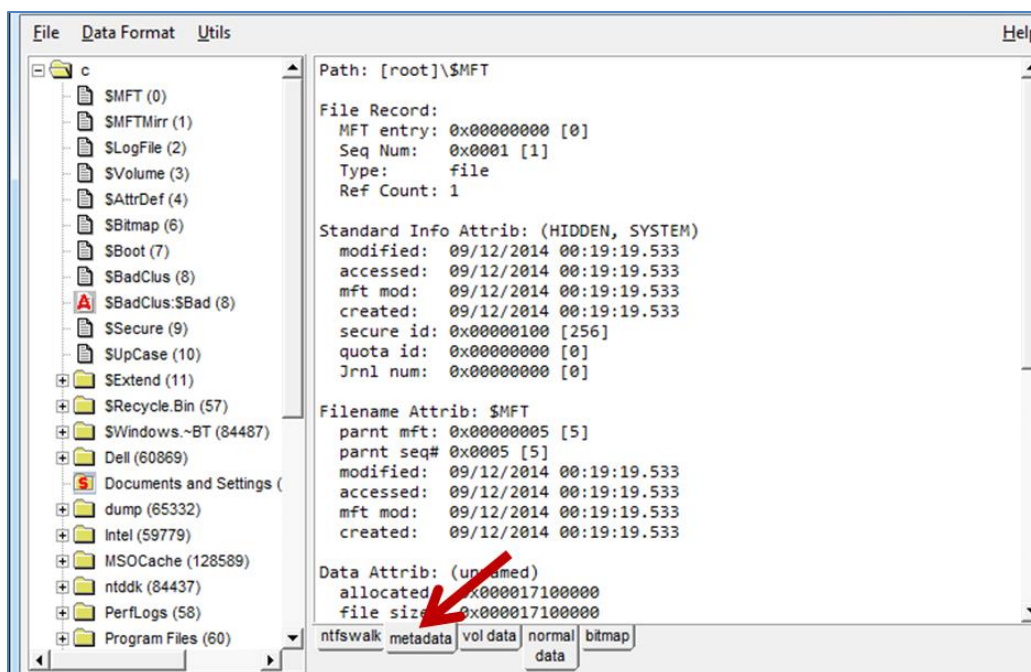 File Data Format Utils Help
c
$MFT (0)
$MFTMirr (1)
$LogFile (2)
$Volume (3)
$AttrDef (4)
$Bitmap (6)
$Boot (7)
$BadClus (8)
$BadClus:$Bad (8)
$Secure (9)
$UpCase (10)
$Extend (11)
$Recycle.Bin (57)
$Windows.~BT (84487)
Dell (60869)
Documents and Settings (
dump (65332)
Intel (59779)
MSOCache (128589)
ntddk (84437)
PerfLogs (58)
Program Files (60)
Path: [root]\$MFT
File Record:
MFT entry: 0x00000000 [0]
Seq Num: 0x0001 [1]
Type: file
Ref Count: 1
Standard Info Attrib: (HIDDEN, SYSTEM)
modified: 09/12/2014 00:19:19.533
accessed: 09/12/2014 00:19:19.533
mft mod: 09/12/2014 00:19:19.533
created: 09/12/2014 00:19:19.533
secure id: 0x00000100 [256]
quota id: 0x00000000 [0]
Jrnl num: 0x00000000 [0]
Filename Attrib: $MFT
parnt mft: 0x00000005 [5]
parnt seq# 0x0005 [5]
modified: 09/12/2014 00:19:19.533
accessed: 09/12/2014 00:19:19.533
mft mod: 09/12/2014 00:19:19.533
created: 09/12/2014 00:19:19.533
Data Attrib: (unnamed)
allocated 0x000017100000
file size 0x000017100000
ntfswalk metadata vol data normal bitmap
data